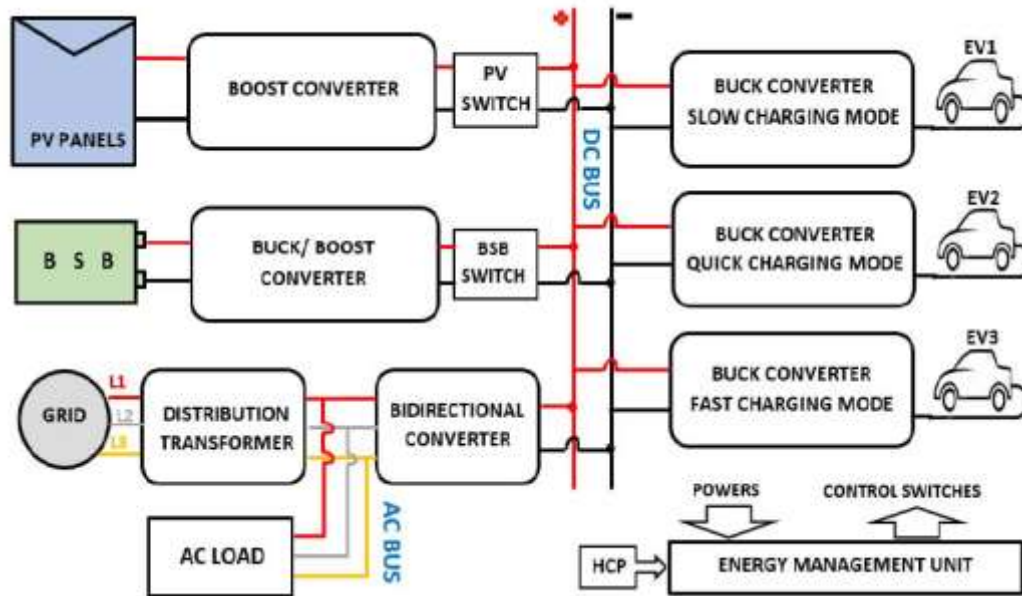 PV PANELS
BOOST CONVERTER
PV
SWITCH
+
-
DC BUS
BUCK CONVERTER
SLOW CHARGING MODE
EV1
B S B
BUCK/ BOOST
CONVERTER
BSB
SWITCH
BUCK CONVERTER
QUICK CHARGING MODE
EV2
GRID
L1
L2
L3
DISTRIBUTION
TRANSFORMER
BIDIRECTIONAL
CONVERTER
BUCK CONVERTER
FAST CHARGING MODE
EV3
AC LOAD
AC BUS
POWERS
CONTROL SWITCHES
HCP
ENERGY MANAGEMENT UNIT